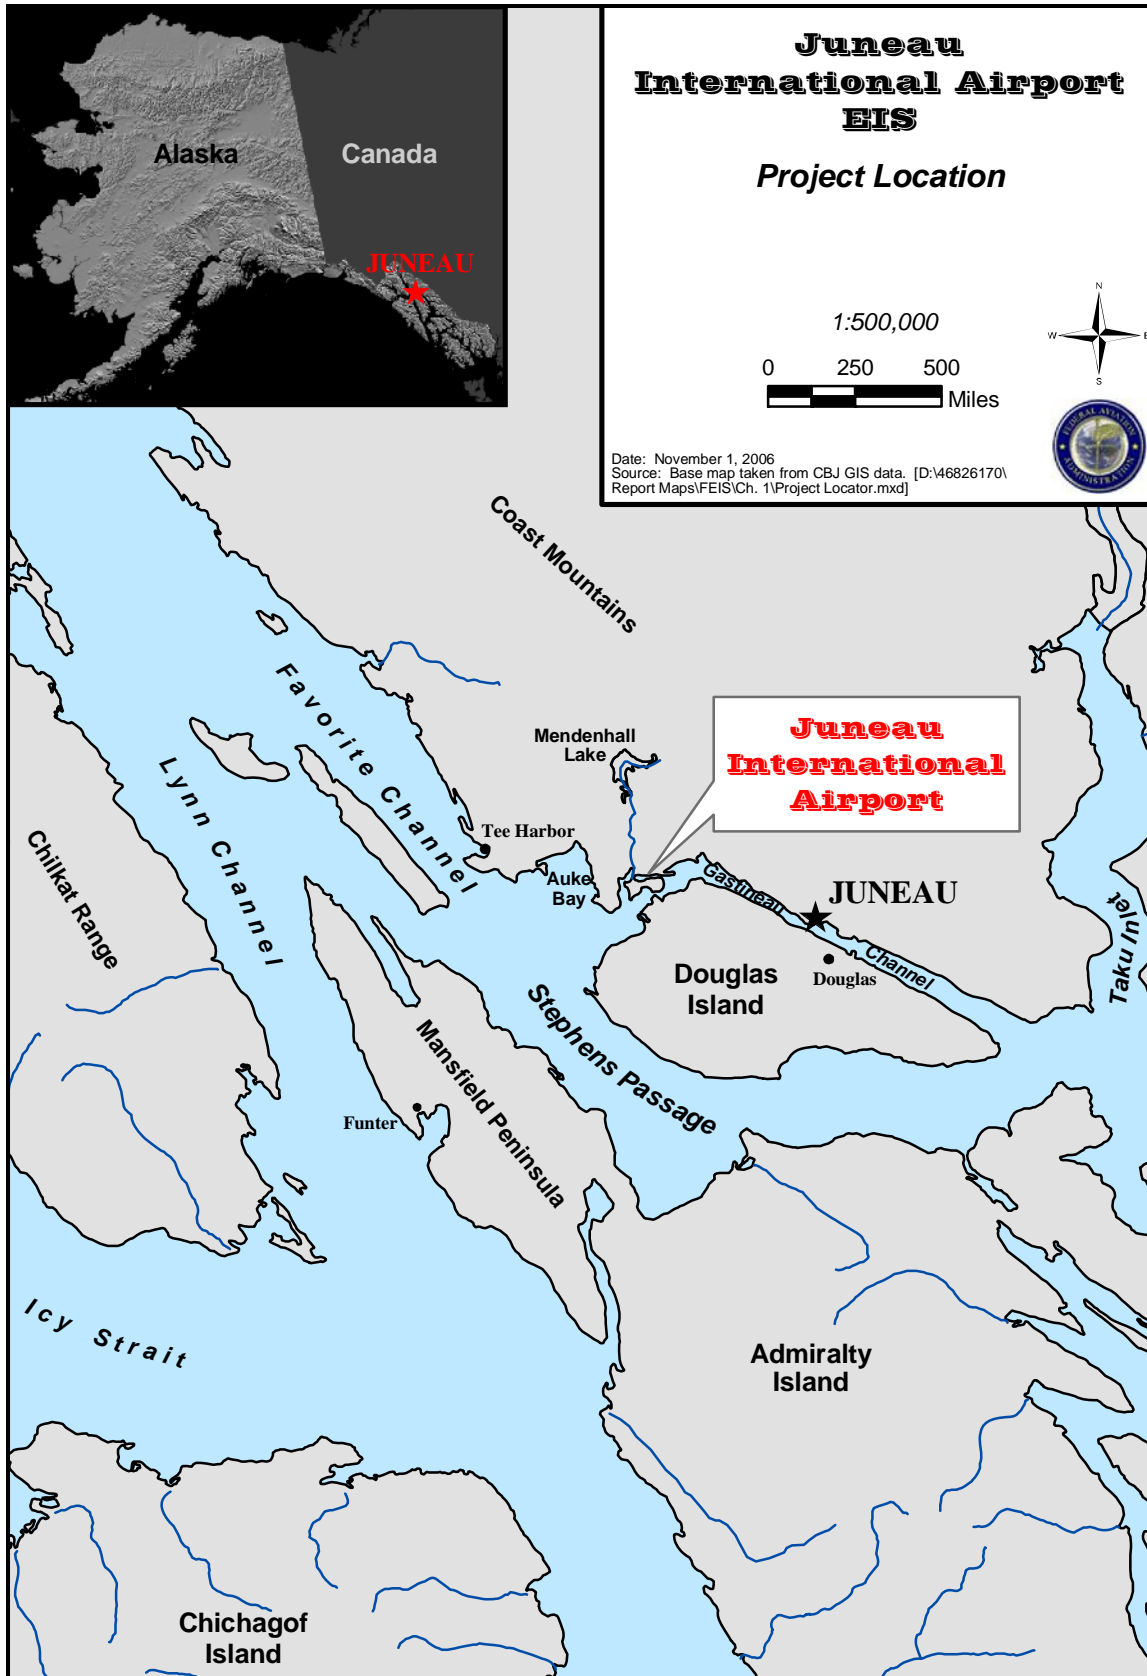 Juneau
International Airport
EIS
Project Location
Alaska
Canada
JUNEAU
1:500,000
0 250 500
Miles
N
W E
S
FEDERAL AVIATION
ADMINISTRATION
Date: November 1, 2006
Source: Base map taken from CBJ GIS data. [D:\46826170\
Report Maps\FEIS\Ch. 1\Project Locator.mxd]
Coast Mountains
Favorite Channel
Lynn Channel
Chilkat Range
Mendenhall
Lake
Juneau
International
Airport
Tee Harbor
Auke
Bay
Gastineau
Channel
JUNEAU
Douglas
Douglas
Island
Taku Inlet
Stephens Passage
Mansfield Peninsula
Funter
Icy Strait
Admiralty
Island
Chichagof
Island